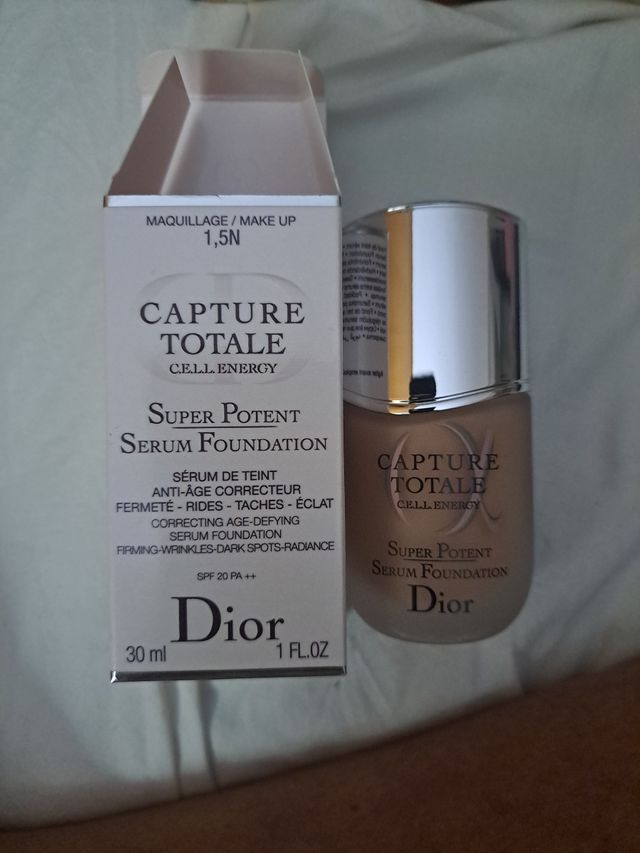 MAQUILLAGE / MAKE UP
1,5N
CAPTURE
TOTALE
C.E.L.L. ENERGY
SUPER POTENT
SERUM FOUNDATION
SÉRUM DE TEINT
ANTI-ÂGE CORRECTEUR
FERMETÉ - RIDES - TACHES - ÉCLAT
CORRECTING AGE-DEFYING
SERUM FOUNDATION
FIRMING-WRINKLES-DARK SPOTS-RADIANCE
SPF 20 PA ++
Dior
30 ml 1 FL.OZ
CAPTURE
TOTALE
C.E.L.L. ENERGY
SUPER POTENT
SERUM FOUNDATION
Dior